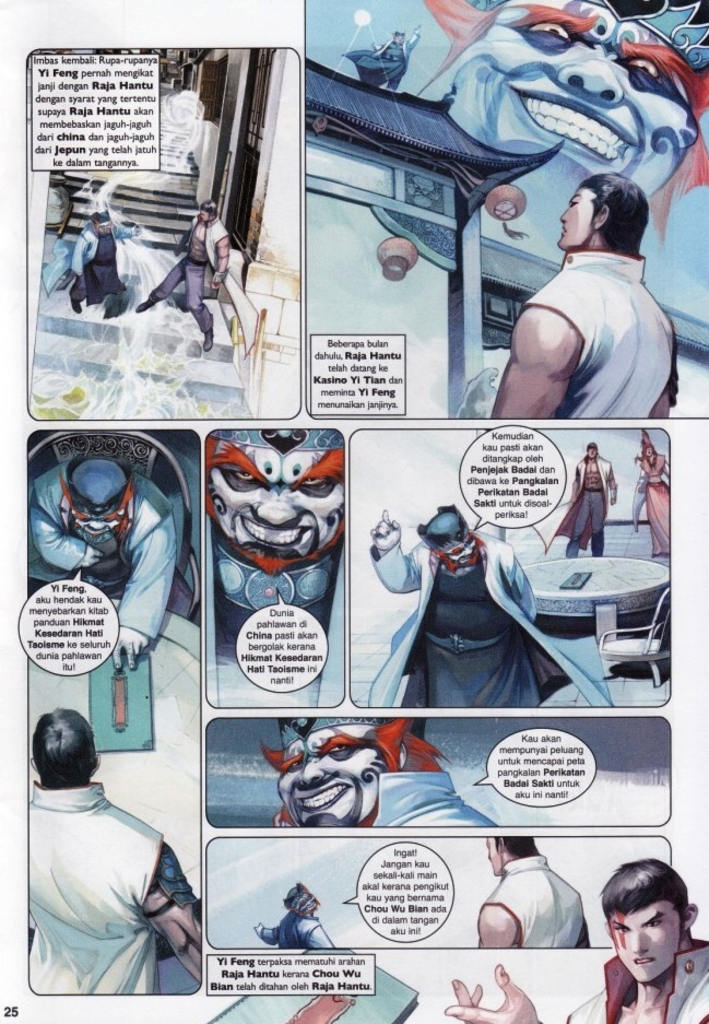 Imbas kembali: Rupa-rupanya
Yi Feng pernah mengikat
janji dengan Raja Hantu
dengan syarat yang tertentu
supaya Raja Hantu akan
membebaskan jaguh-jaguh
dari china dan jaguh-jaguh
dari Jepun yang telah jatuh
ke dalam tangannya.
Beberapa bulan
dahulu, Raja Hantu
telah datang ke
Kasino Yi Tian dan
meminta Yi Feng
menunaikan janjinya.
Yi Feng,
aku hendak kau
menyebarkan kitab
panduan Hikmat
Kesedaran Hati
Taoisme ke seluruh
dunia pahlawan
itu!
Dunia
pahlawan di
China pasti akan
bergolak kerana
Hikmat Kesedaran
Hati Taoisme ini
nanti!
Kemudian
kau pasti akan
ditangkap oleh
Penjejak Badai dan
dibawa ke Pangkalan
Perikatan Badai
Sakti untuk
disoal-
periksa!
Kau akan
mempunyai peluang
untuk mencapai peta
pangkalan Perikatan
Badai Sakti untuk
aku ini nanti!
Ingat!
Jangan kau
sekali-kali main
akal kerana pengikut
kau yang bernama
Chou Wu Bian ada
di dalam tangan
aku ini!
Yi Feng terpaksa mematuhi arahan
Raja Hantu kerana Chou Wu
Bian telah ditahan oleh Raja Hantu.
25